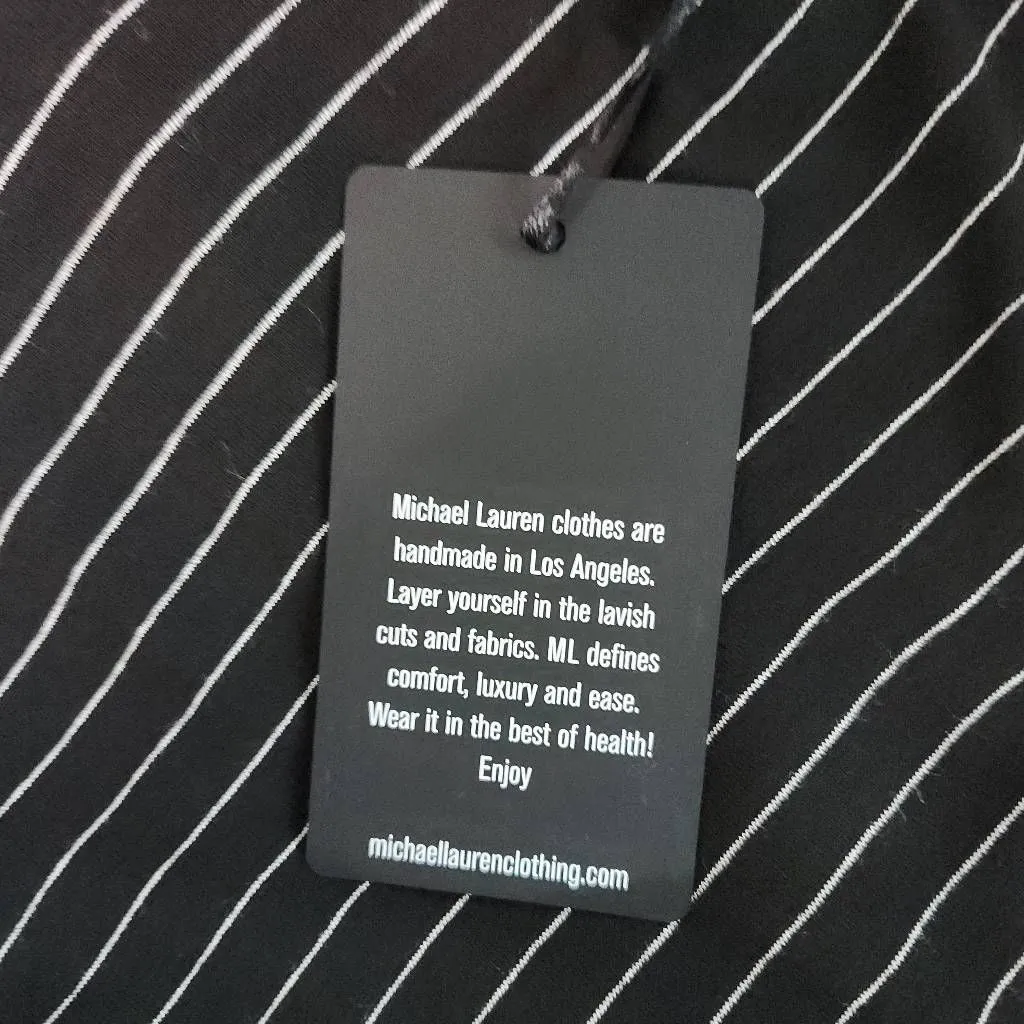 Michael Lauren clothes are
handmade in Los Angeles.
Layer yourself in the lavish
cuts and fabrics. ML defines
comfort, luxury and ease.
Wear it in the best of health!
Enjoy
michaellaurenclothing.com